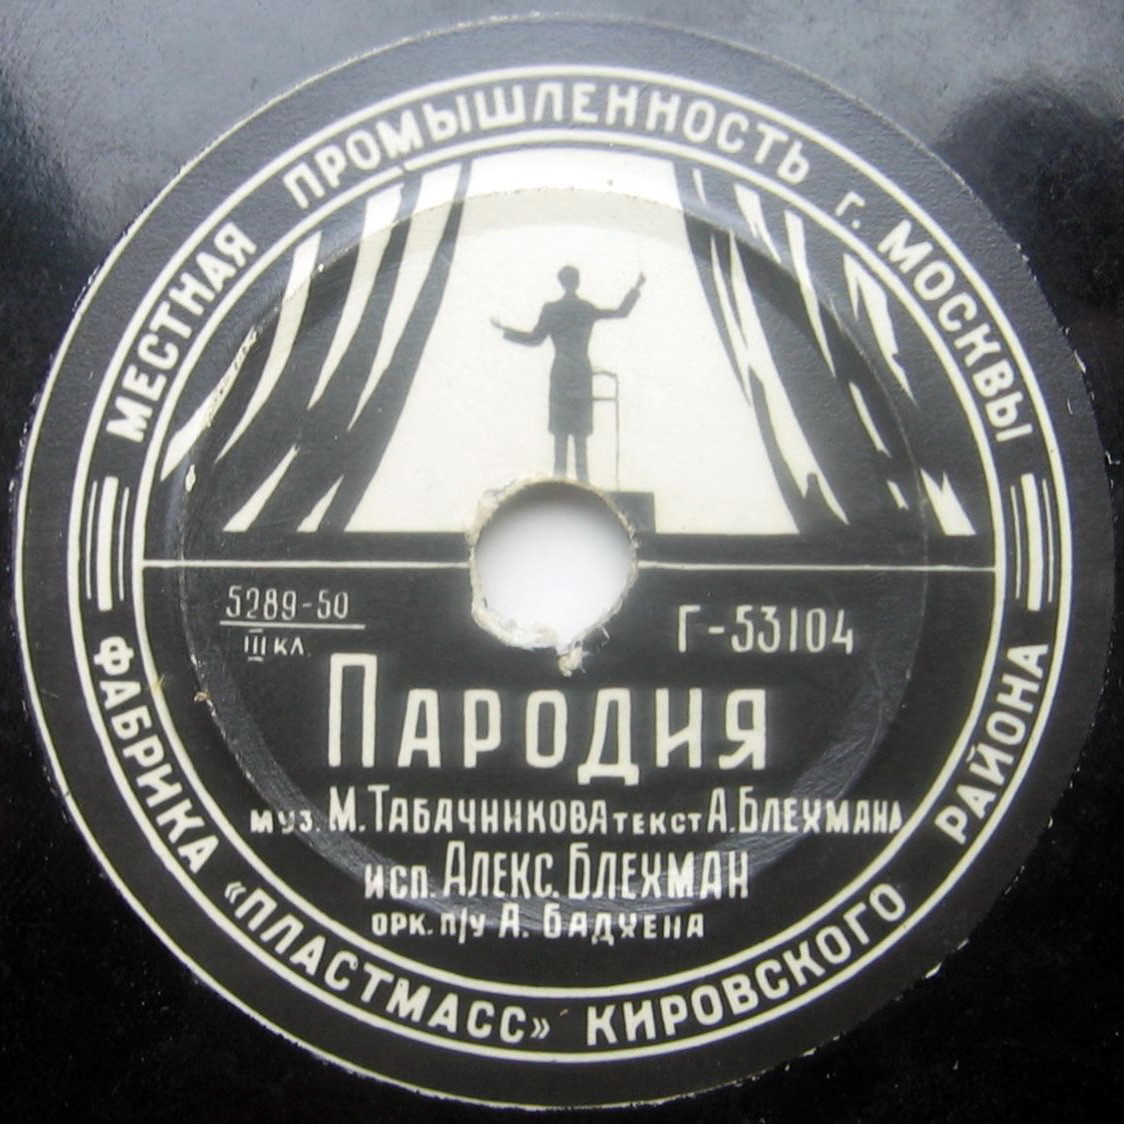 МЕСТНАЯ ПРОМЫШЛЕННОСТЬ г. МОСКВЫ
5289-50
III КЛ.
Г-53104
ПАРОДИЯ
муз. М. ТАБАЧНИКОВА ТЕКСТ А. БЛЕХМАНА
исп. АЛЕКС. БЛЕХМАН
ОРК. п/у А. БАДХЕНА
ФАБРИКА «ПЛАСТМАСС» КИРОВСКОГО РАЙОНА